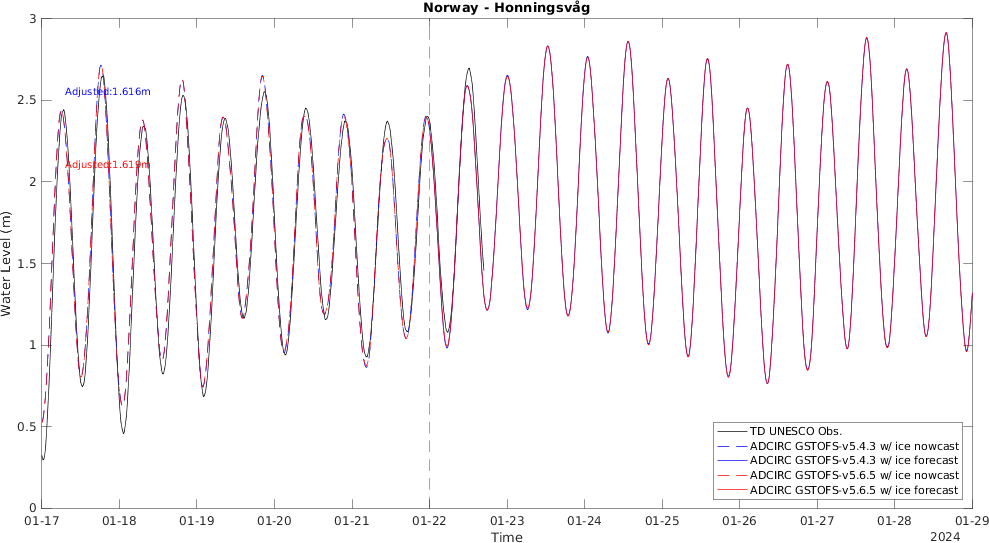 Norway - Honningsvåg
3
2.5
2
1.5
1
0.5
0
Water Level (m)
Adjusted:1.616m
Adjusted:1.619m
TD UNESCO Obs.
ADCIRC GSTOFS-v5.4.3 w/ ice nowcast
ADCIRC GSTOFS-v5.4.3 w/ ice forecast
ADCIRC GSTOFS-v5.6.5 w/ ice nowcast
ADCIRC GSTOFS-v5.6.5 w/ ice forecast
01-17 01-18 01-19 01-20 01-21 01-22 01-23 01-24 01-25 01-26 01-27 01-28 01-29
Time
2024